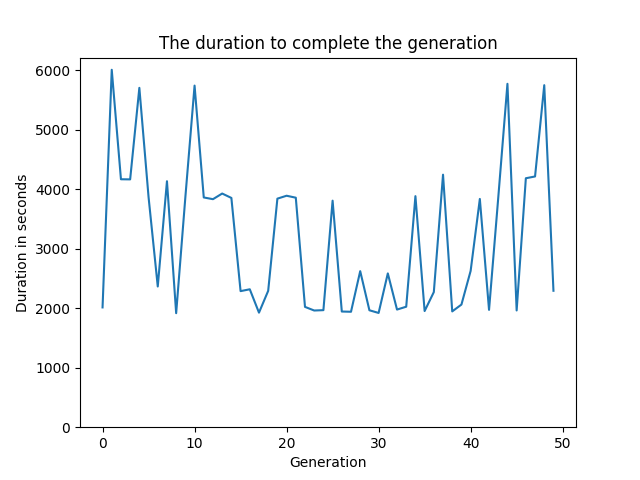 The duration to complete the generation
6000
5000
4000
3000
2000
1000
0
Duration in seconds
0 10 20 30 40 50
Generation